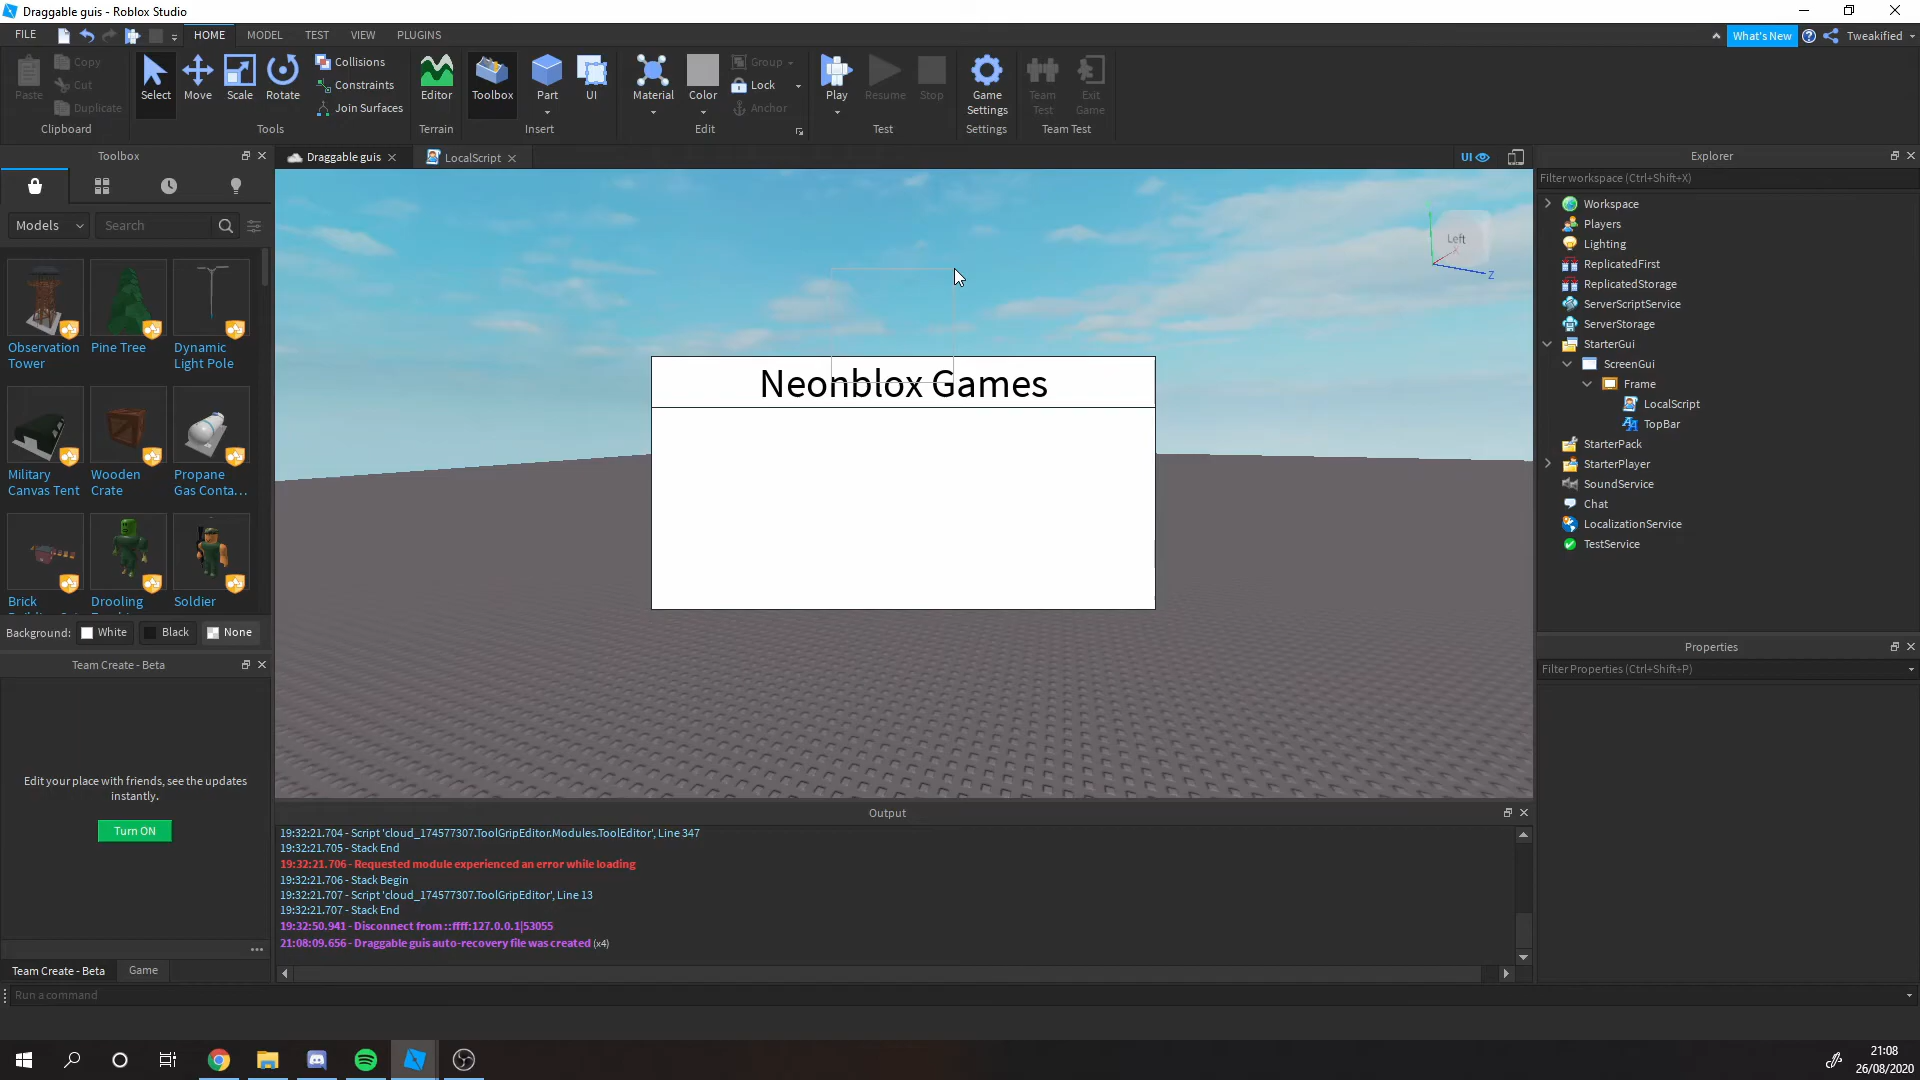 Draggable guis - Roblox Studio
FILE
HOME
MODEL
TEST
VIEW
PLUGINS
What's New
Tweakified
Paste
Copy
Cut
Duplicate
Clipboard
Select
Move
Scale
Rotate
Collisions
Constraints
Join Surfaces
Tools
Editor
Terrain
Toolbox
Part
UI
Insert
Material
Color
Group
Lock
Anchor
Edit
Play
Resume
Stop
Test
Game
Settings
Settings
Team
Test
Exit
Game
Team Test
Toolbox
Models
Search
Observation
Tower
Pine Tree
Dynamic
Light Pole
Military
Canvas Tent
Wooden
Crate
Propane
Gas Conta...
Brick
Drooling
Soldier
Background:
White
Black
None
Team Create - Beta
Edit your place with friends, see the updates
instantly.
Turn ON
Team Create - Beta
Game
Run a command
Draggable guis
LocalScript
UI
Left
Z
Neonblox Games
Output
19:32:21.704 - Script 'cloud_174577307.ToolGripEditor.Modules.ToolEditor', Line 347
19:32:21.705 - Stack End
19:32:21.706 - Requested module experienced an error while loading
19:32:21.706 - Stack Begin
19:32:21.707 - Script 'cloud_174577307.ToolGripEditor', Line 13
19:32:21.707 - Stack End
19:32:50.941 - Disconnect from ::ffff:127.0.0.1|53055
21:08:09.656 - Draggable guis auto-recovery file was created (x4)
Explorer
Filter workspace (Ctrl+Shift+X)
Workspace
Players
Lighting
ReplicatedFirst
ReplicatedStorage
ServerScriptService
ServerStorage
StarterGui
ScreenGui
Frame
LocalScript
TopBar
StarterPack
StarterPlayer
SoundService
Chat
LocalizationService
TestService
Properties
Filter Properties (Ctrl+Shift+P)
21:08
26/08/2020